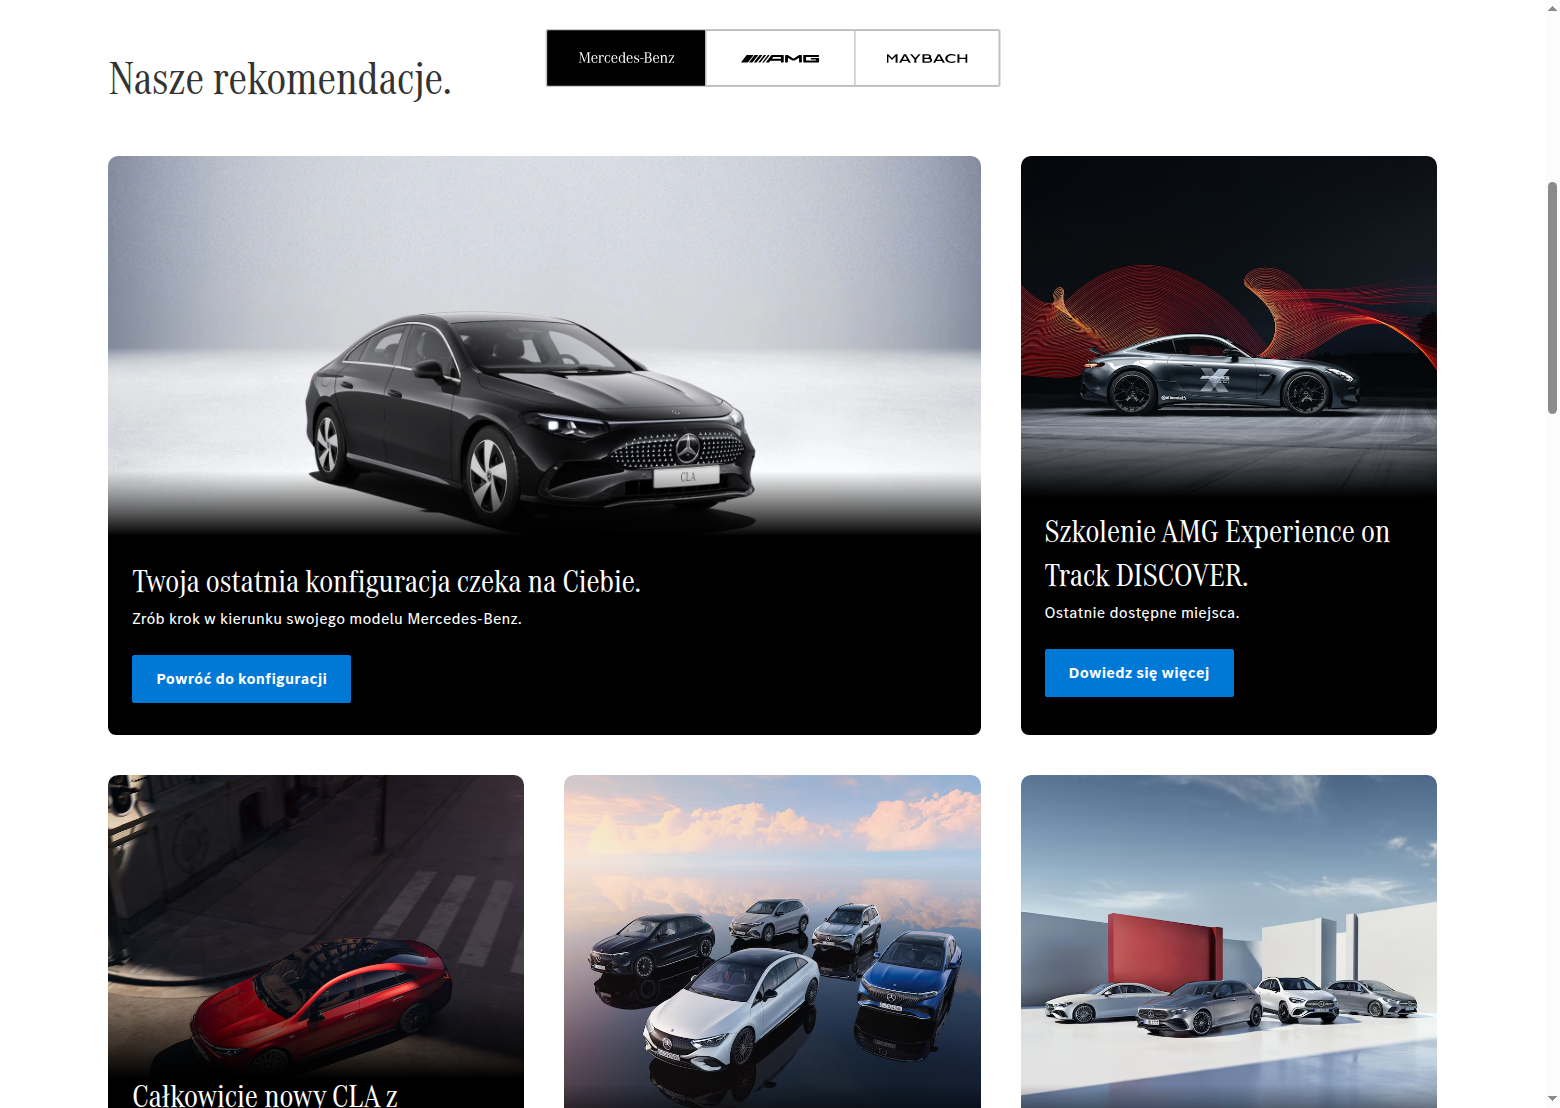 Nasze rekomendacje.
Mercedes-Benz
AMG
MAYBACH
CLA
Twoja ostatnia konfiguracja czeka na Ciebie.
Zrób krok w kierunku swojego modelu Mercedes-Benz.
Powróć do konfiguracji
Szkolenie AMG Experience on
Track DISCOVER.
Ostatnie dostępne miejsca.
Dowiedz się więcej
Całkowicie nowy CLA z